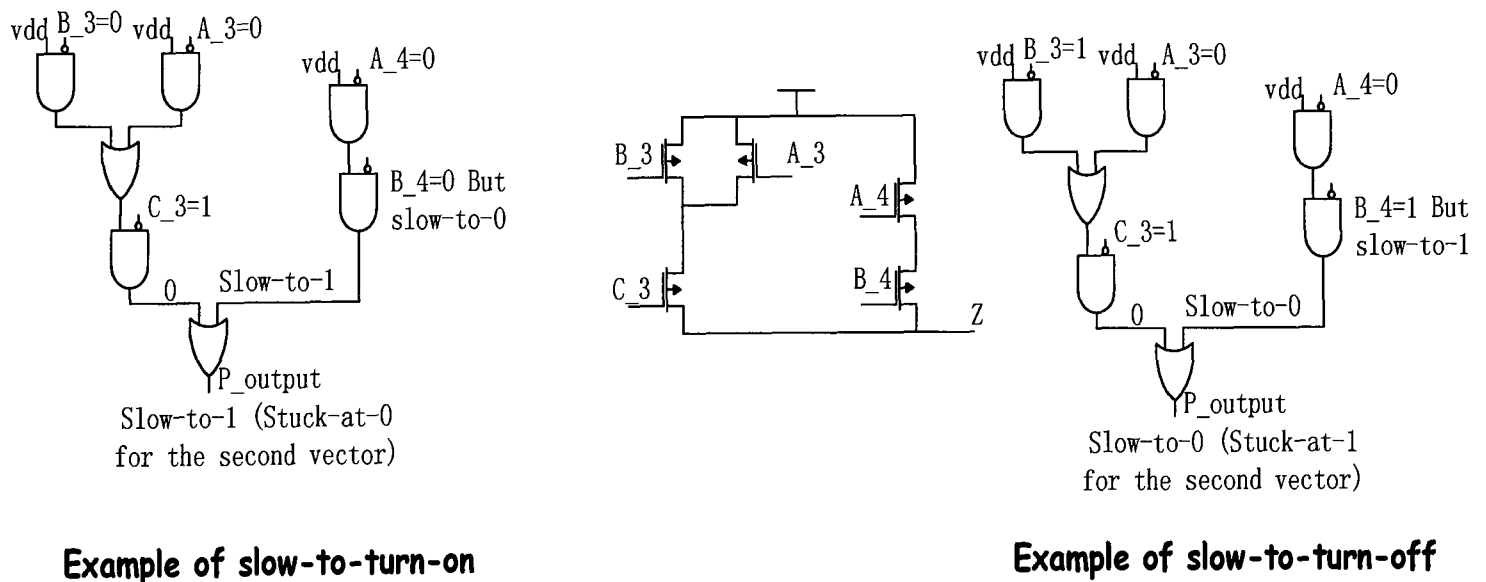 vdd B_3=0 vdd A_3=0
vdd A_4=0
B_4=0 But
slow-to-0
C_3=1
0 Slow-to-1
P_output
Slow-to-1 (Stuck-at-0
for the second vector)
Example of slow-to-turn-on
B_3
A_3
A_4
C_3
B_4
Z
vdd B_3=1 vdd A_3=0
vdd A_4=0
B_4=1 But
slow-to-1
C_3=1
0 Slow-to-0
P_output
Slow-to-0 (Stuck-at-1
for the second vector)
Example of slow-to-turn-off